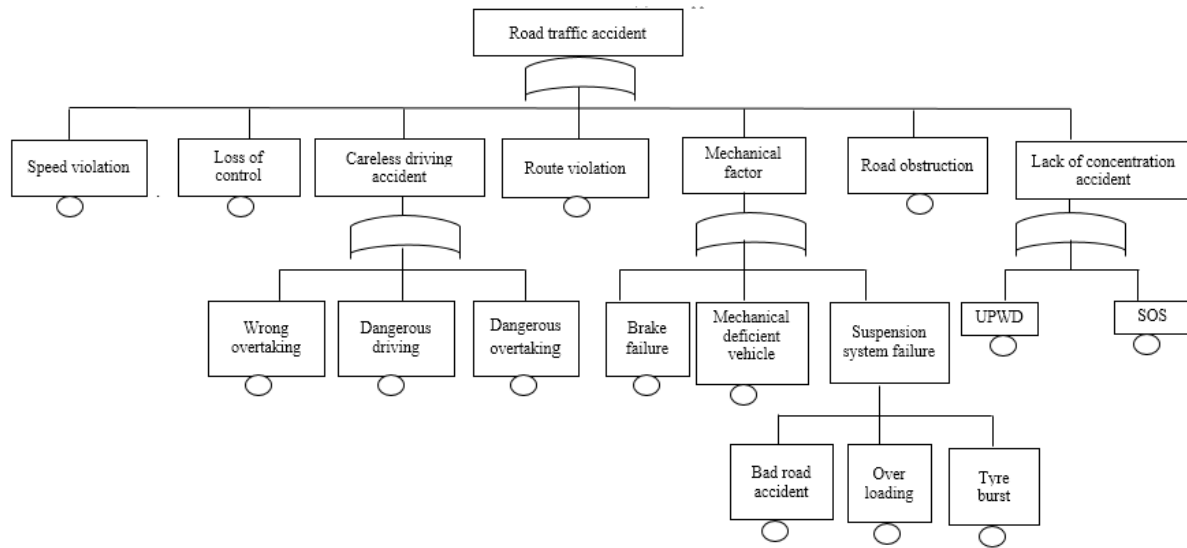 Road traffic accident
Speed violation
Loss of
control
Careless driving
accident
Route violation
Mechanical
factor
Road obstruction
Lack of concentration
accident
Wrong
overtaking
Dangerous
driving
Dangerous
overtaking
Brake
failure
Mechanical
deficient
vehicle
Suspension
system failure
UPWD
SOS
Bad road
accident
Over
loading
Tyre
burst